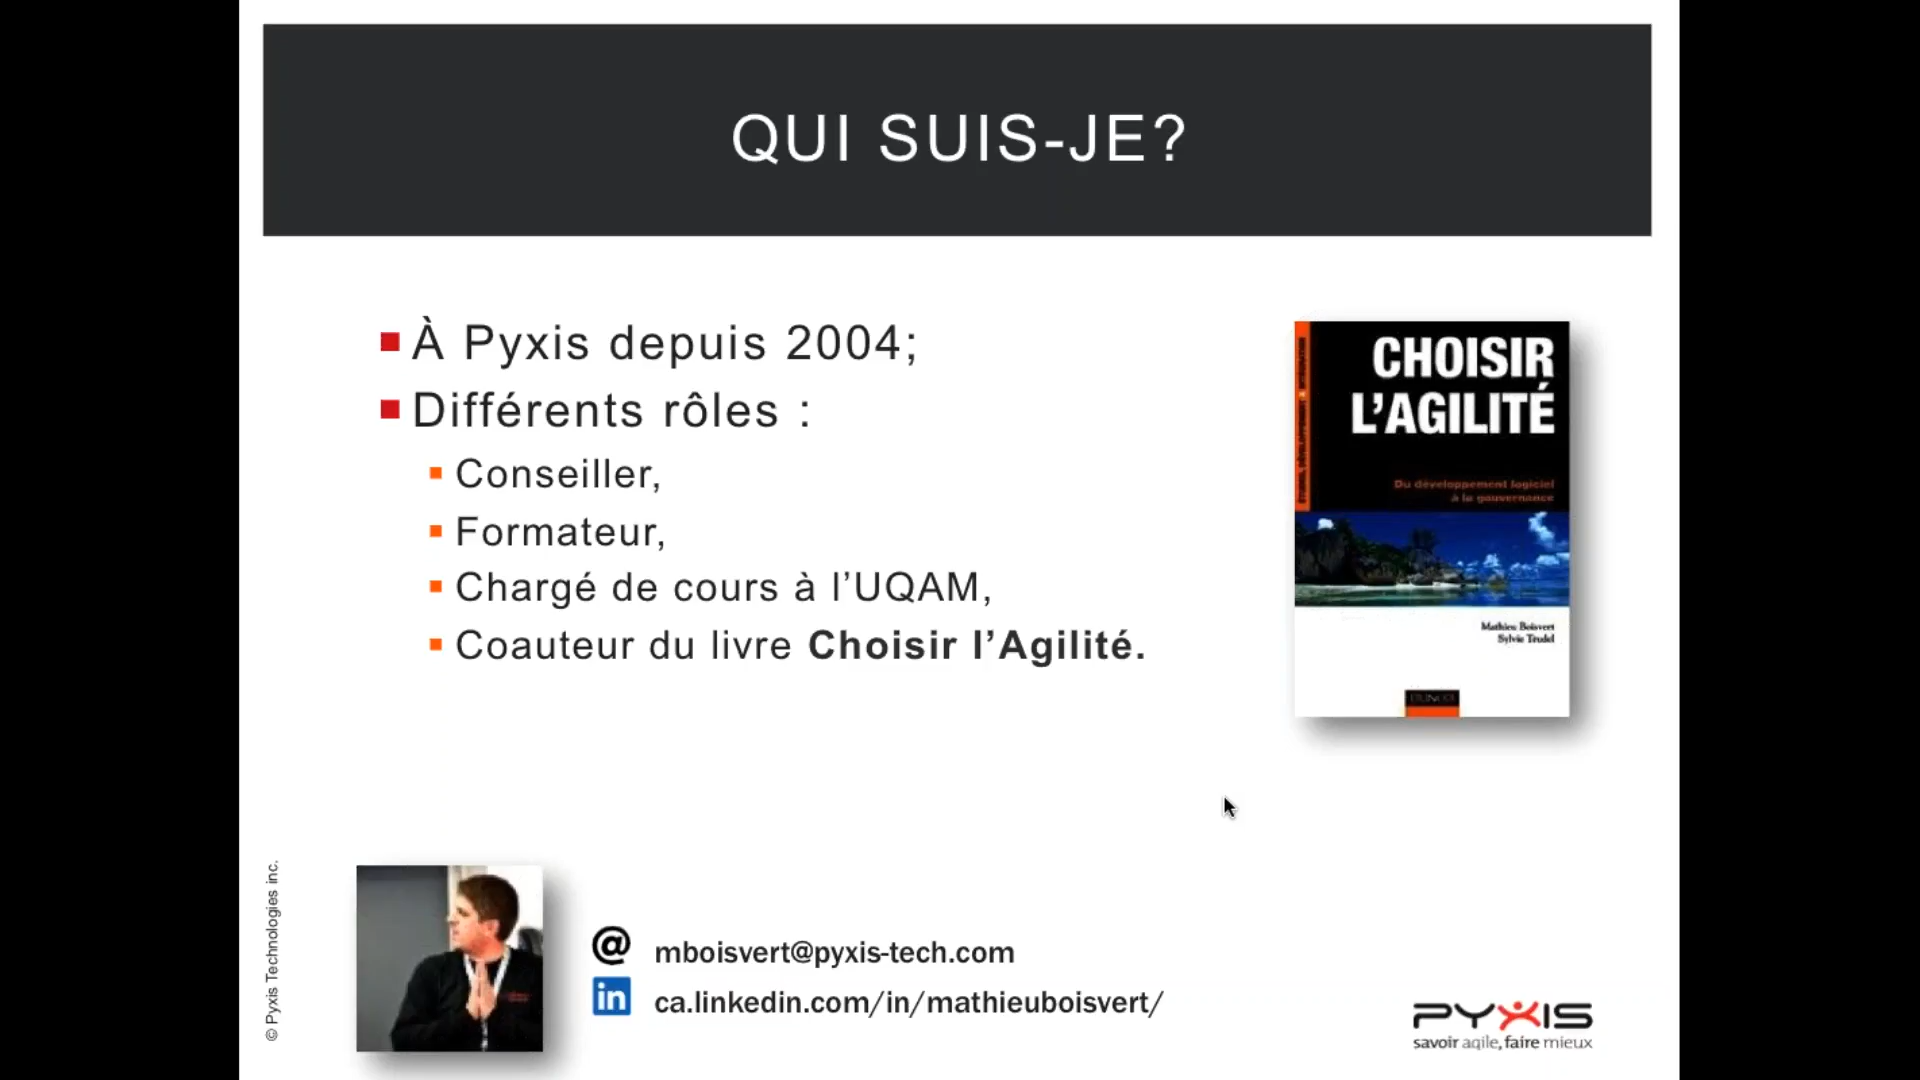 QUI SUIS-JE?
À Pyxis depuis 2004;
Différents rôles :
Conseiller,
Formateur,
Chargé de cours à l’UQAM,
Coauteur du livre Choisir l’Agilité.
CHOISIR
L’AGILITÉ
Du développement logiciel
à la gouvernance
Mathieu Boisvert
Sylvie Trudel
DUNOD
© Pyxis Technologies inc.
@ mboisvert@pyxis-tech.com
in ca.linkedin.com/in/mathieuboisvert/
PYXIS
savoir agile, faire mieux